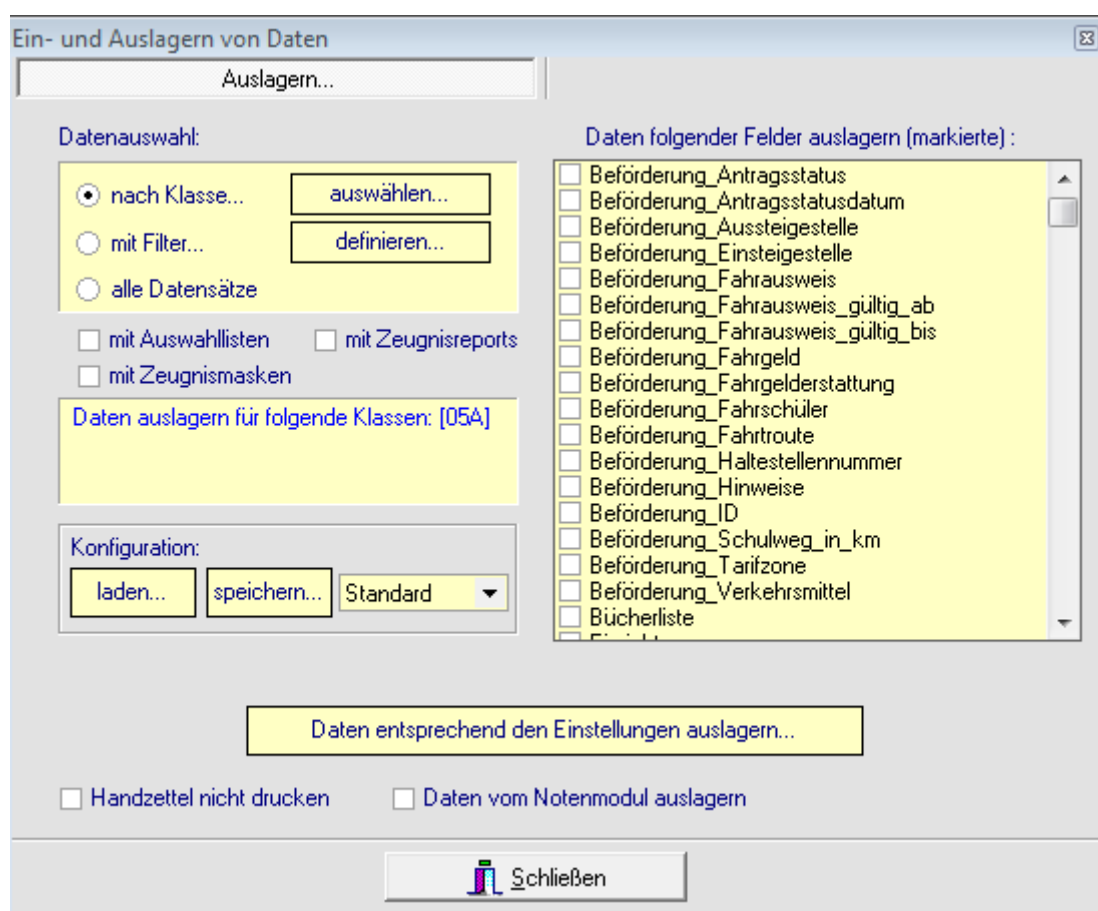 Ein- und Auslagern von Daten
Auslagern...
Datenauswahl:
nach Klasse...
auswählen...
mit Filter...
definieren...
alle Datensätze
mit Auswahllisten
mit Zeugnisreports
mit Zeugnismasken
Daten auslagern für folgende Klassen: [05A]
Konfiguration:
laden...
speichern...
Standard
Daten folgender Felder auslagern (markierte) :
Beförderung_Antragsstatus
Beförderung_Antragsstatusdatum
Beförderung_Aussteigestelle
Beförderung_Einsteigestelle
Beförderung_Fahrausweis
Beförderung_Fahrausweis_gültig_ab
Beförderung_Fahrausweis_gültig_bis
Beförderung_Fahrgeld
Beförderung_Fahrgelderstattung
Beförderung_Fahrschüler
Beförderung_Fahrtroute
Beförderung_Haltestellennummer
Beförderung_Hinweise
Beförderung_ID
Beförderung_Schulweg_in_km
Beförderung_Tarifzone
Beförderung_Verkehrsmittel
Bücherliste
Daten entsprechend den Einstellungen auslagern...
Handzettel nicht drucken
Daten vom Notenmodul auslagern
Schließen